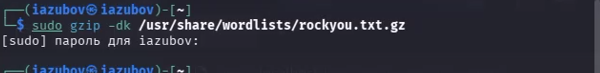 (iazubov㉿iazubov)-[~]
$ sudo gzip -dk /usr/share/wordlists/rockyou.txt.gz
[sudo] пароль для iazubov:
(iazubov㉿iazubov)-[~]